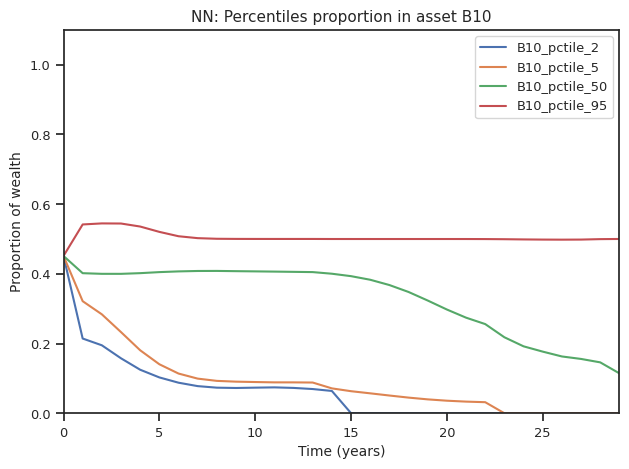 NN: Percentiles proportion in asset B10
B10_pctile_2
B10_pctile_5
B10_pctile_50
B10_pctile_95
Proportion of wealth
1.0
0.8
0.6
0.4
0.2
0.0
0 5 10 15 20 25
Time (years)